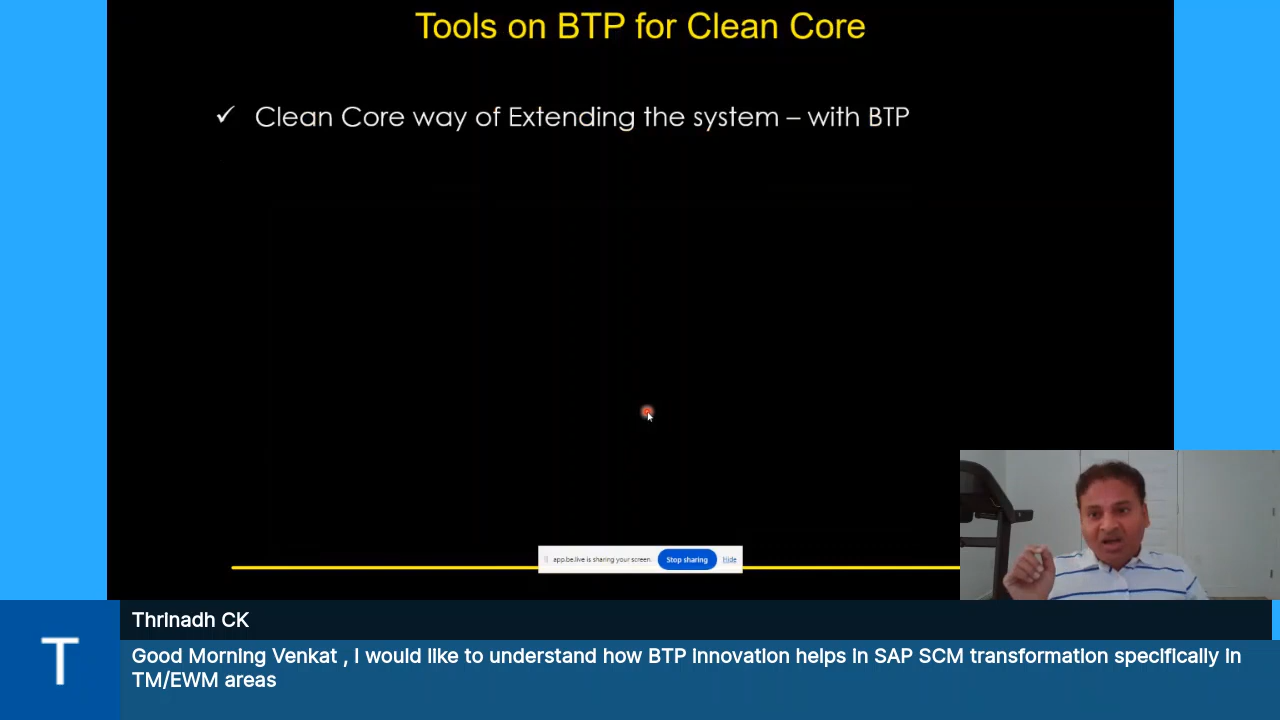 Tools on BTP for Clean Core
✓ Clean Core way of Extending the system – with BTP
app.be.live is sharing your screen. Stop sharing Hide
Thrinadh CK
T
Good Morning Venkat , I would like to understand how BTP innovation helps in SAP SCM transformation specifically in
TM/EWM areas